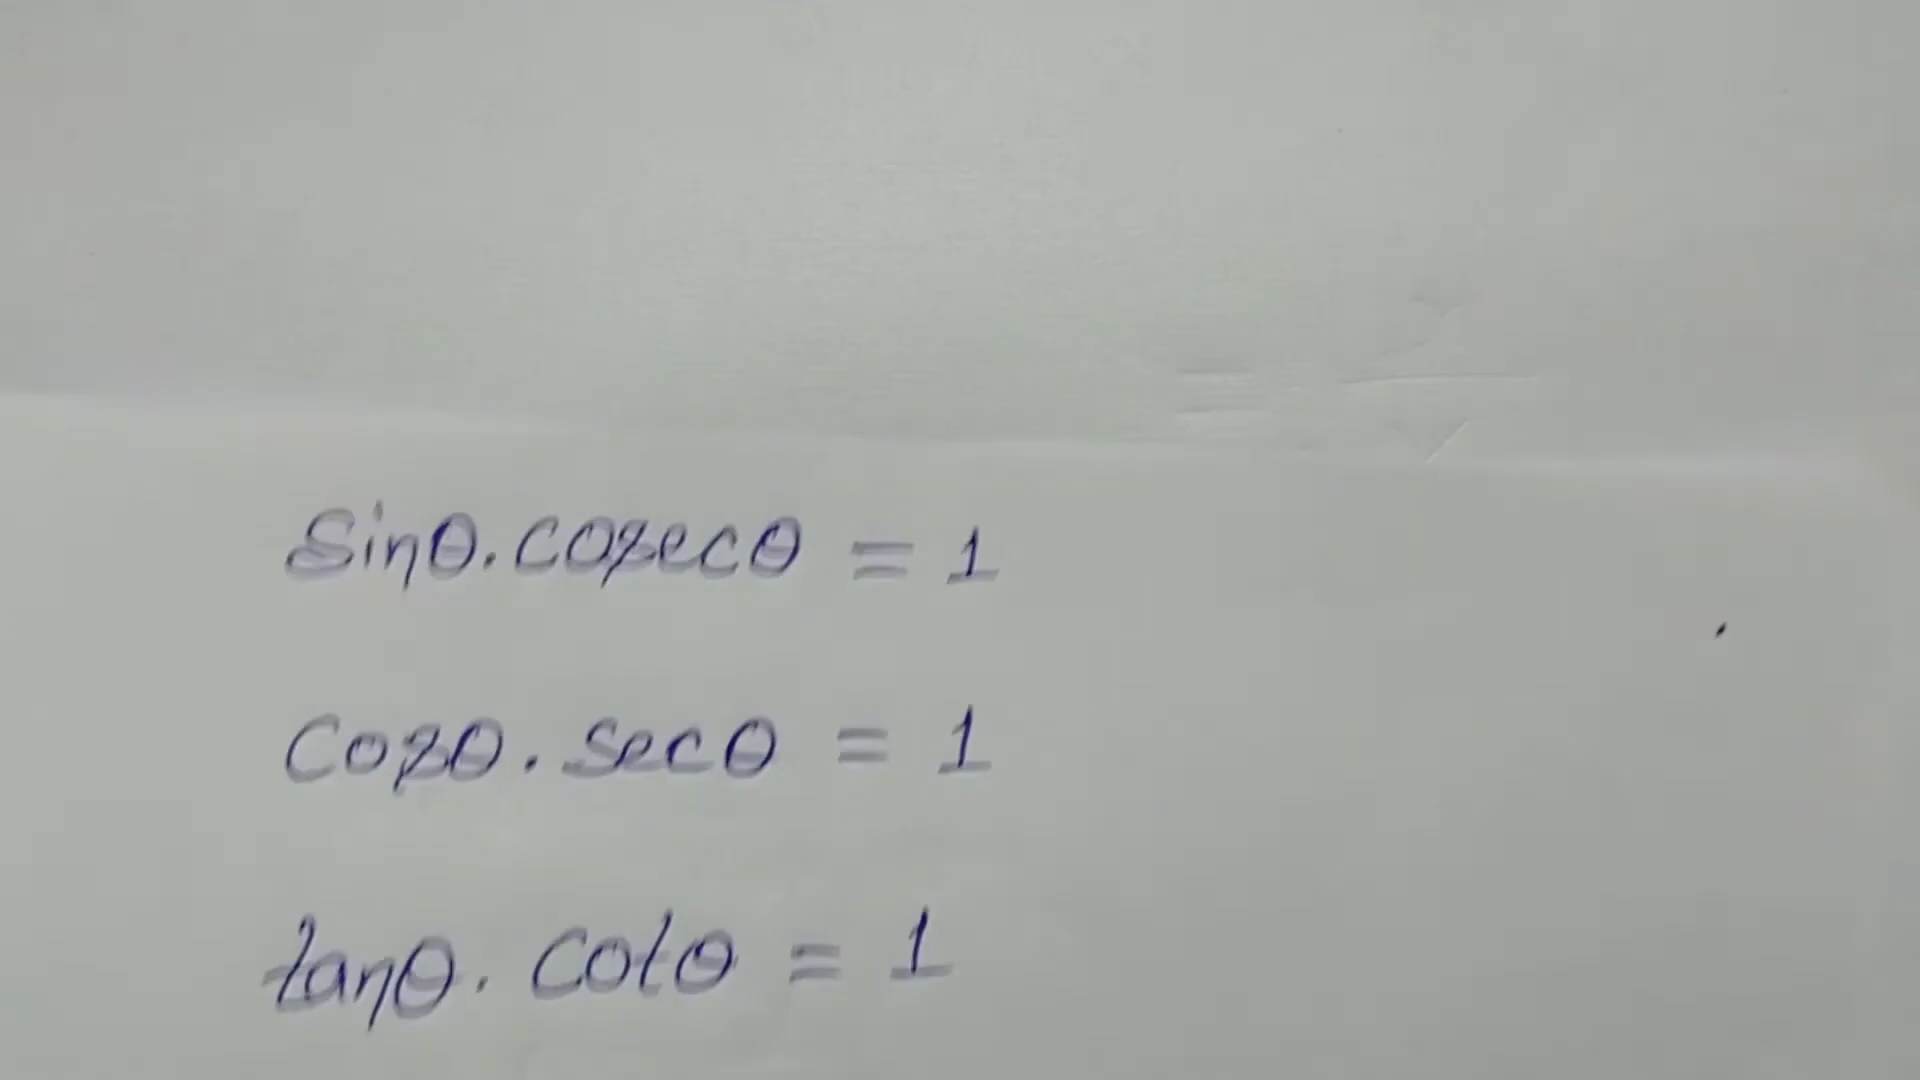 Sinθ.cosecθ = 1
cosθ. secθ = 1
tanθ. cotθ = 1